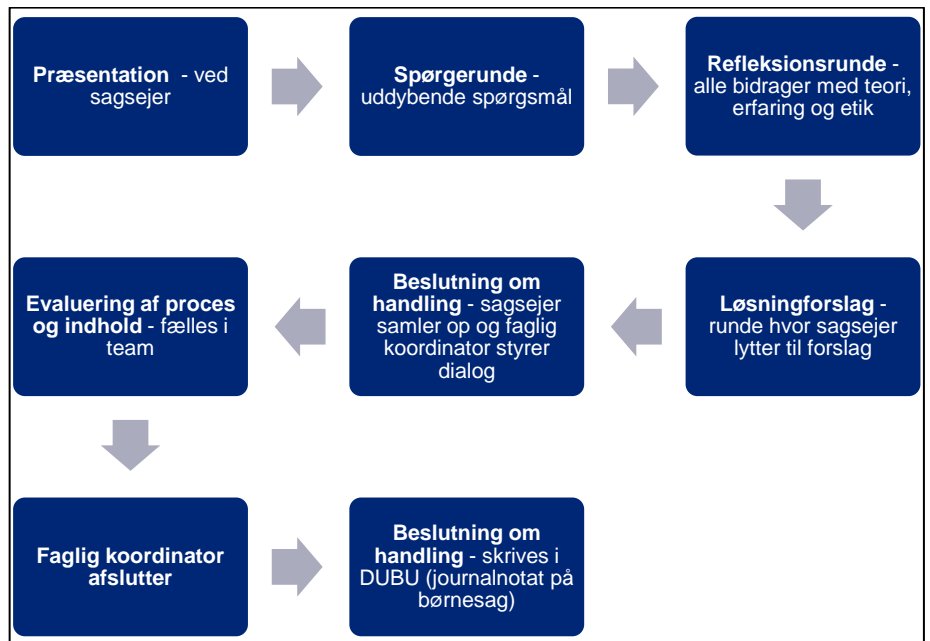 Præsentation - ved
sagsejer
Spørgerunde -
uddybende spørgsmål
Refleksionsrunde -
alle bidrager med teori,
erfaring og etik
Løsningforslag -
runde hvor sagsejer
lytter til forslag
Beslutning om
handling - sagsejer
samler op og faglig
koordinator styrer
dialog
Evaluering af proces
og indhold - fælles i
team
Faglig koordinator
afslutter
Beslutning om
handling - skrives i
DUBU (journalnotat på
børnesag)